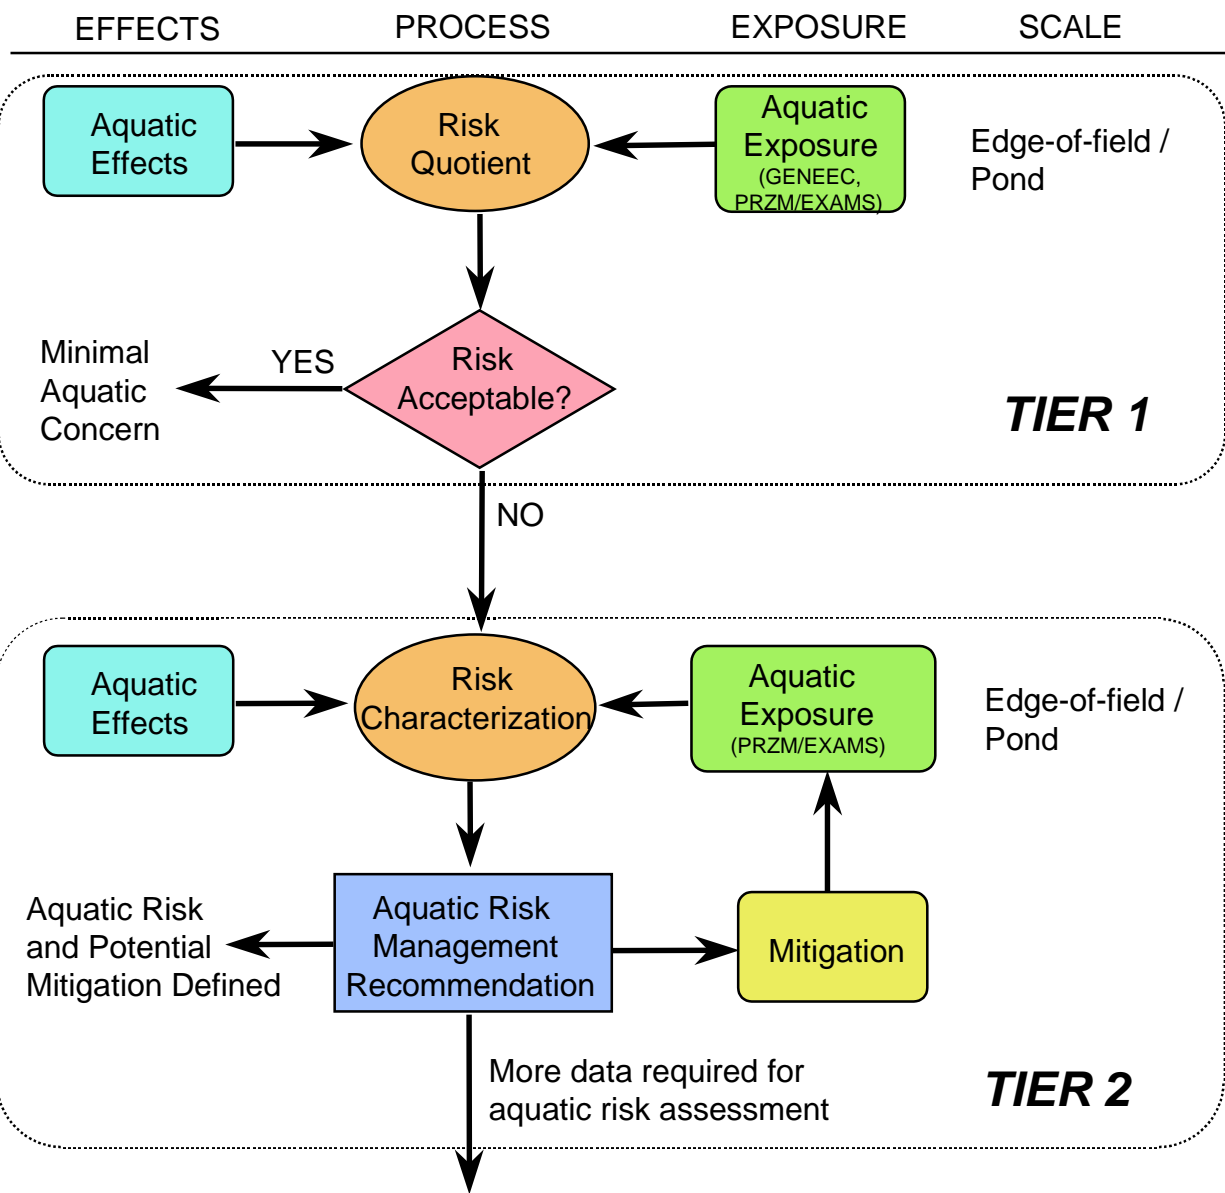 EFFECTS
PROCESS
EXPOSURE
SCALE
Aquatic
Effects
Risk
Quotient
Aquatic
Exposure
(GENEEC,
PRZM/EXAMS)
Edge-of-field /
Pond
Minimal
Aquatic
Concern
YES
Risk
Acceptable?
TIER 1
NO
Aquatic
Effects
Risk
Characterization
Aquatic
Exposure
(PRZM/EXAMS)
Edge-of-field /
Pond
Aquatic Risk
and Potential
Mitigation Defined
Aquatic Risk
Management
Recommendation
Mitigation
More data required for
aquatic risk assessment
TIER 2